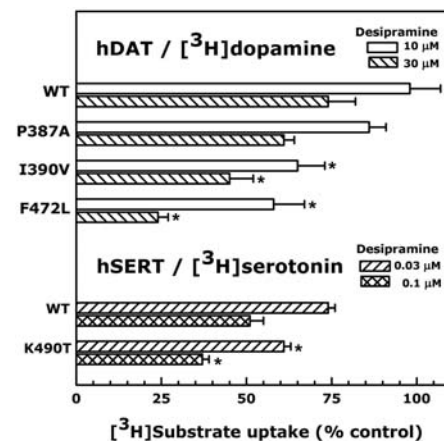 hDAT / [³H]dopamine
Desipramine
10 µM
30 µM
WT
P387A
I390V
*
*
F472L
*
*
hSERT / [³H]serotonin
Desipramine
0.03 µM
0.1 µM
WT
K490T
*
*
0 25 50 75 100
[³H]Substrate uptake (% control)